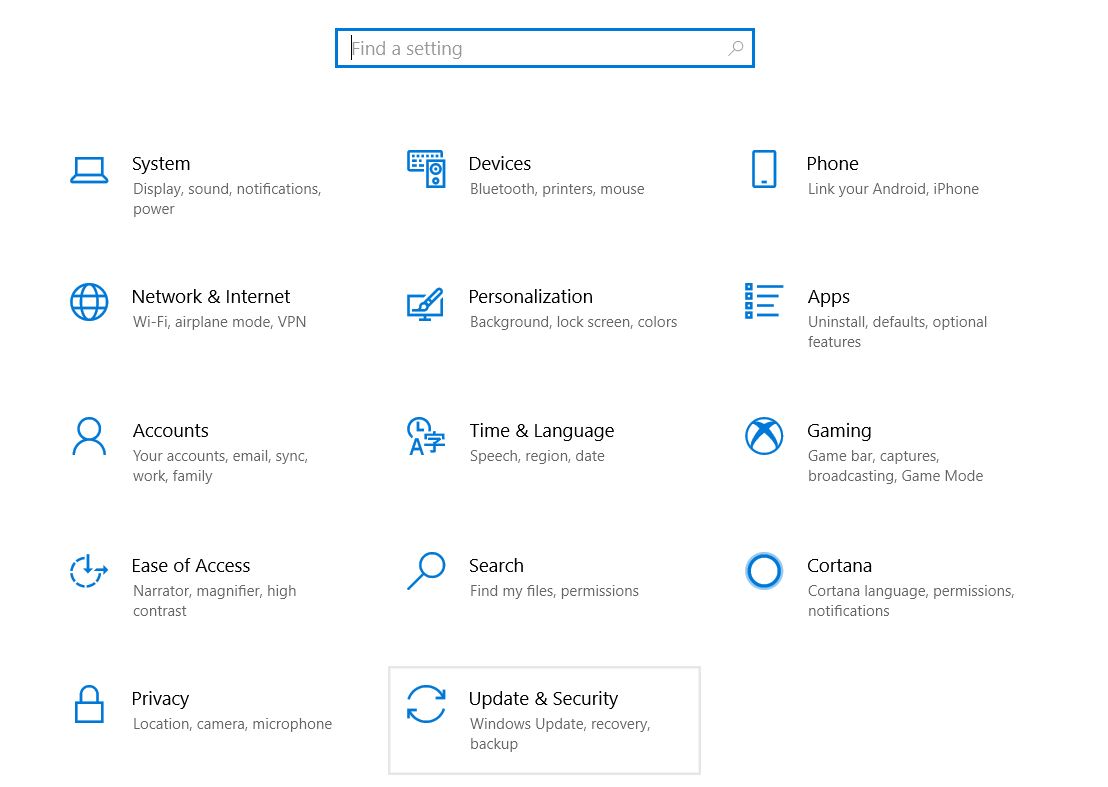 Find a setting
System
Display, sound, notifications,
power
Devices
Bluetooth, printers, mouse
Phone
Link your Android, iPhone
Network & Internet
Wi-Fi, airplane mode, VPN
Personalization
Background, lock screen, colors
Apps
Uninstall, defaults, optional
features
Accounts
Your accounts, email, sync,
work, family
Time & Language
Speech, region, date
Gaming
Game bar, captures,
broadcasting, Game Mode
Ease of Access
Narrator, magnifier, high
contrast
Search
Find my files, permissions
Cortana
Cortana language, permissions,
notifications
Privacy
Location, camera, microphone
Update & Security
Windows Update, recovery,
backup